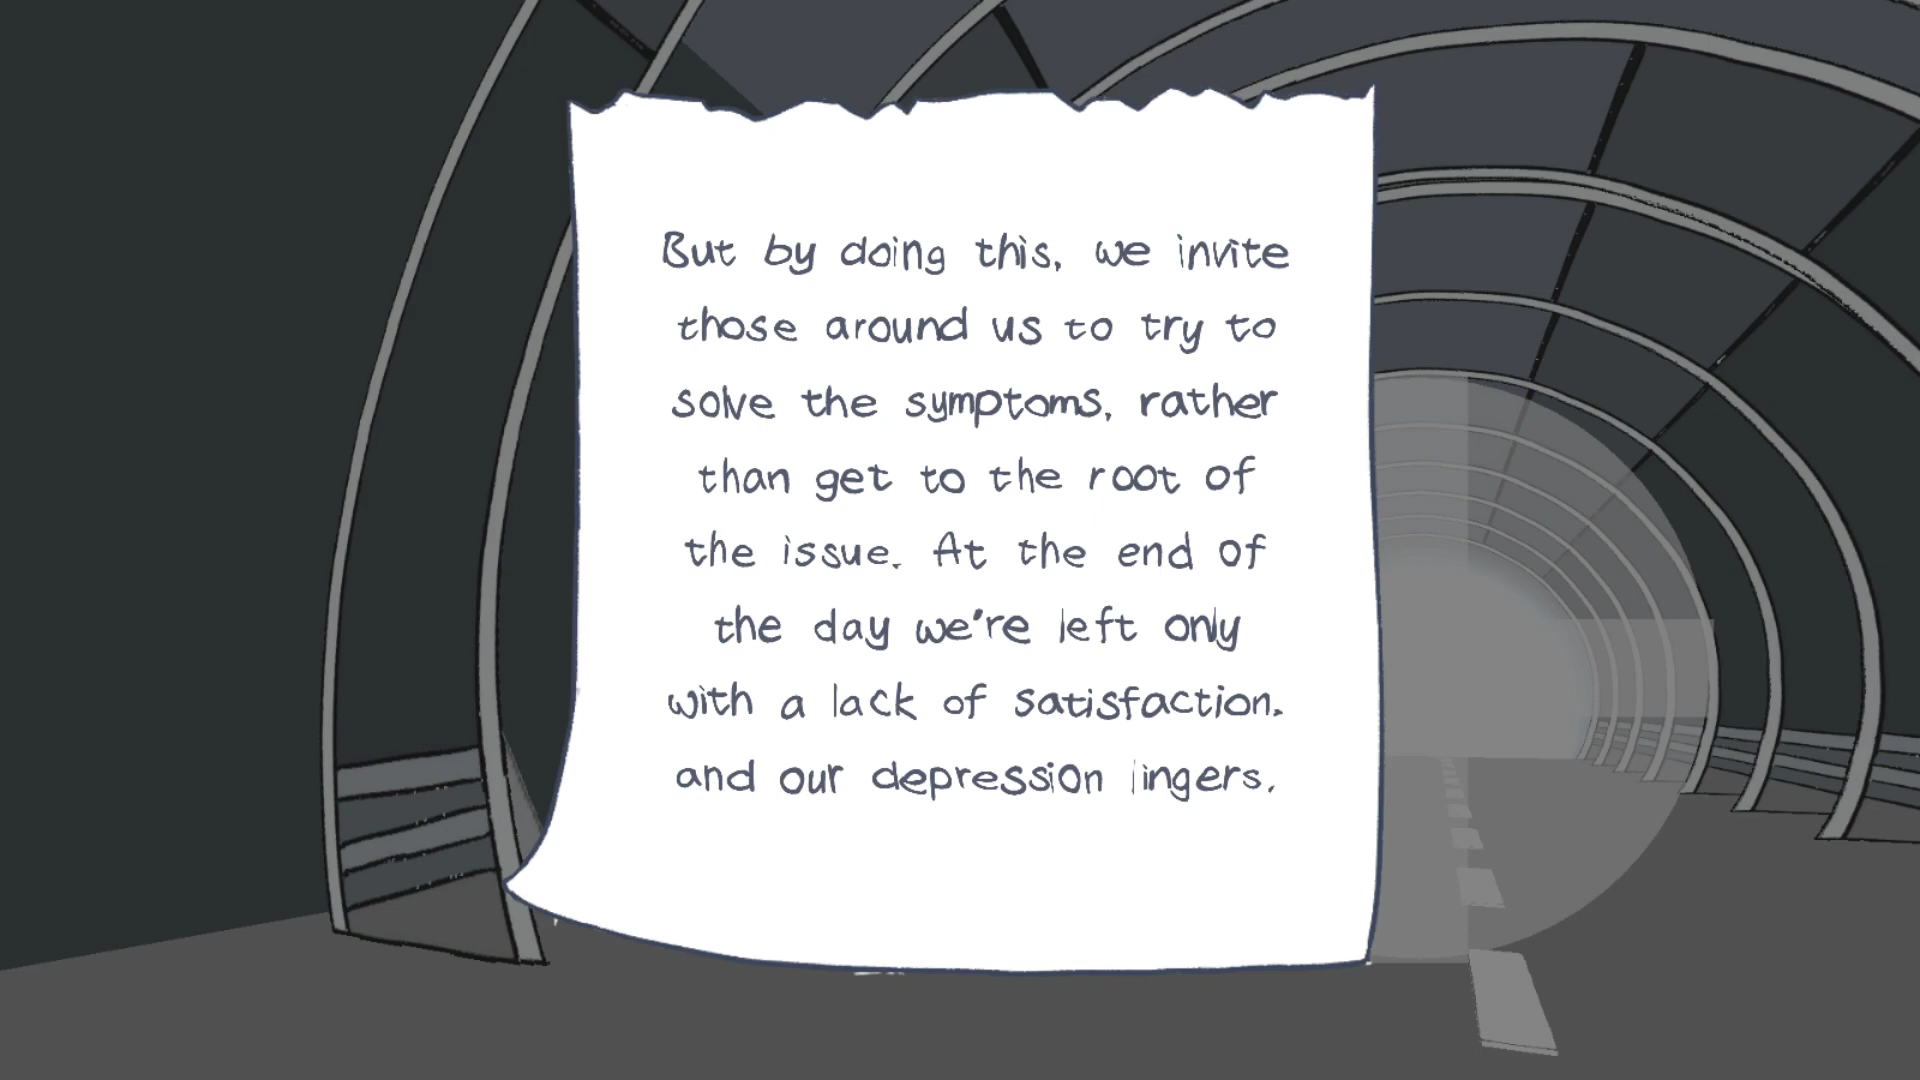 But by doing this, we invite
those around us to try to
solve the symptoms, rather
than get to the root of
the issue. At the end of
the day we're left only
with a lack of satisfaction.
and our depression lingers.